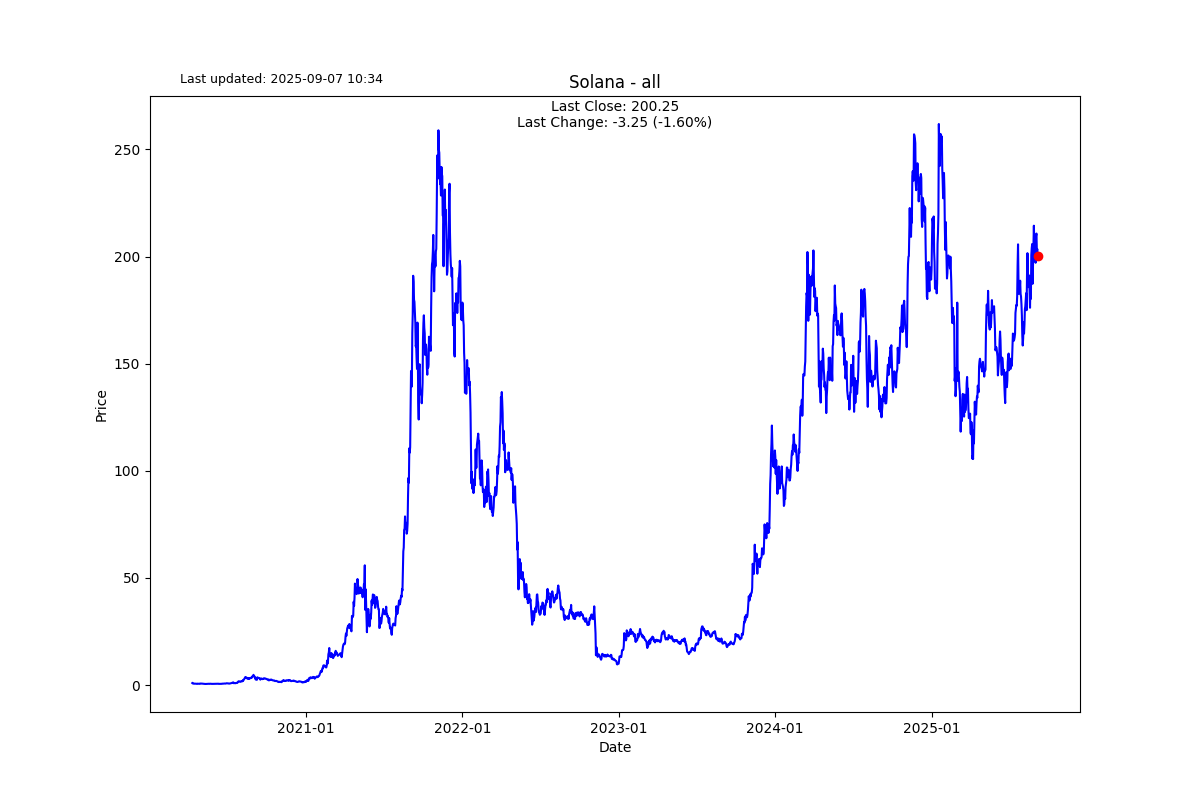 Last updated: 2025-09-07 10:34
Solana - all
Last Close: 200.25
Last Change: -3.25 (-1.60%)
Price
250
200
150
100
50
0
2021-01
2022-01
2023-01
2024-01
2025-01
Date